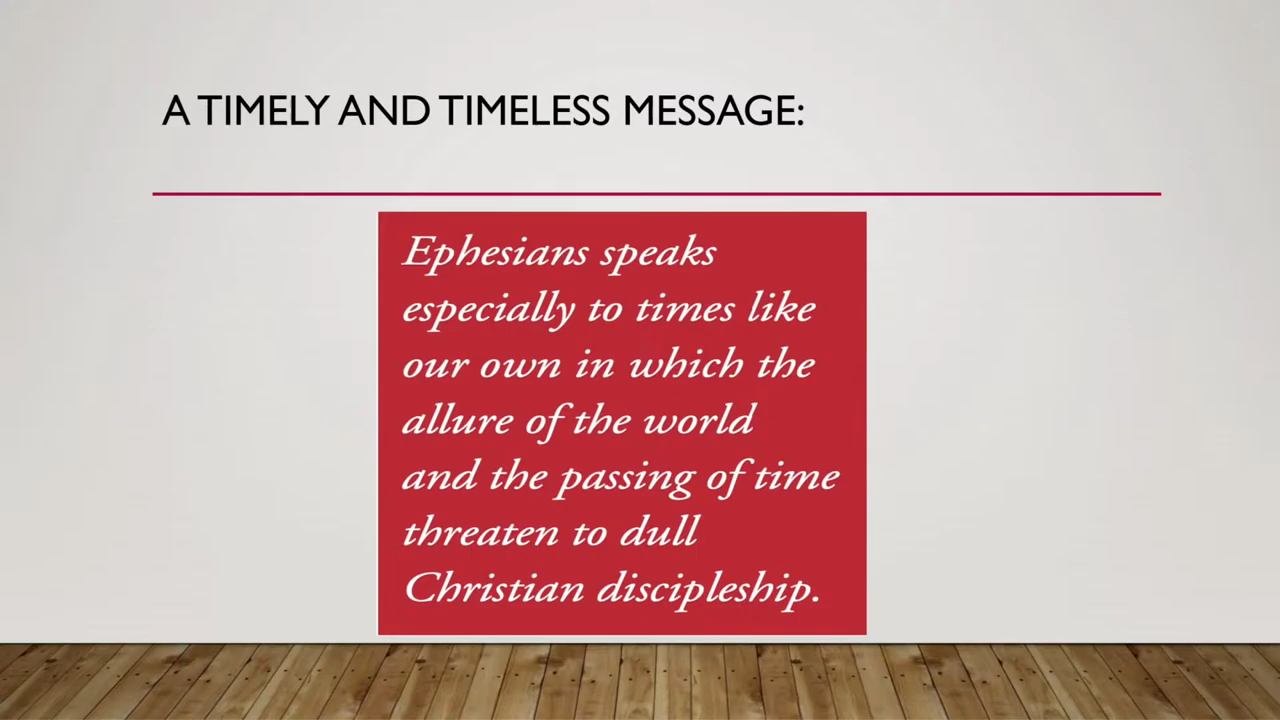 A TIMELY AND TIMELESS MESSAGE:
Ephesians speaks
especially to times like
our own in which the
allure of the world
and the passing of time
threaten to dull
Christian discipleship.